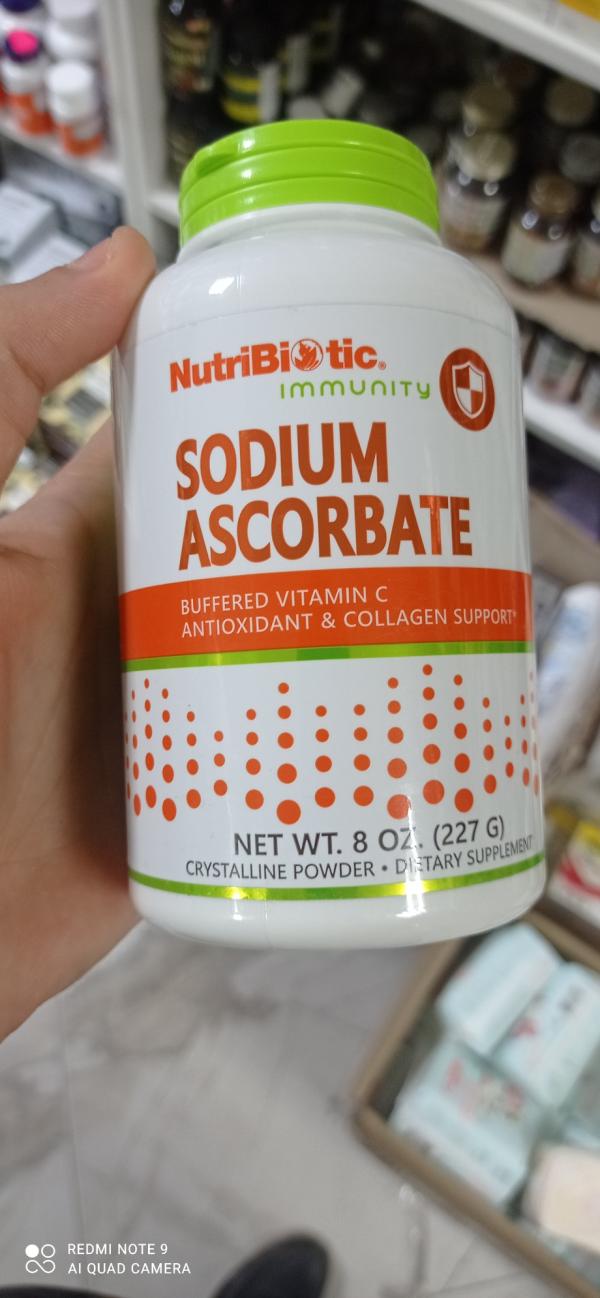 NutriBiotic®
IMMUNITY
SODIUM
ASCORBATE
BUFFERED VITAMIN C
ANTIOXIDANT & COLLAGEN SUPPORT*
NET WT. 8 OZ. (227 G)
CRYSTALLINE POWDER • DIETARY SUPPLEMENT
REDMI NOTE 9
AI QUAD CAMERA